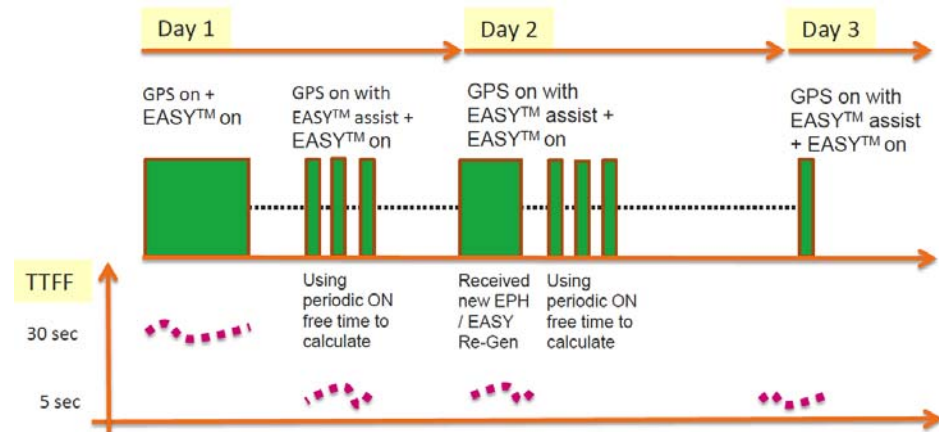 Day 1
Day 2
Day 3
GPS on +
EASY™ on
GPS on with
EASY™ assist +
EASY™ on
GPS on with
EASY™ assist +
EASY™ on
GPS on with
EASY™ assist
+ EASY™ on
TTFF
30 sec
5 sec
Using
periodic ON
free time to
calculate
Received
new EPH
/ EASY
Re-Gen
Using
periodic ON
free time to
calculate